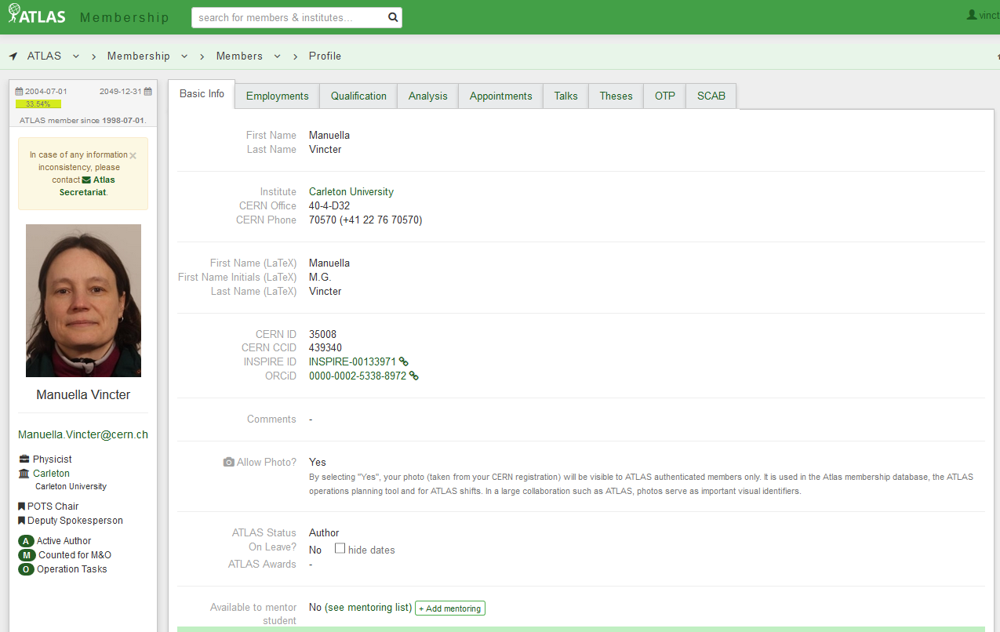 ATLAS Membership search for members & institutes... vinct
ATLAS Membership Members Profile
2004-07-01 2049-12-31
33.54%
ATLAS member since 1998-07-01.
In case of any information
inconsistency, please
contact Atlas
Secretariat.
Manuella Vincter
Manuella.Vincter@cern.ch
Physicist
Carleton
Carleton University
POTS Chair
Deputy Spokesperson
A Active Author
M Counted for M&O
O Operation Tasks
Basic Info Employments Qualification Analysis Appointments Talks Theses OTP SCAB
First Name Manuella
Last Name Vincter
Institute Carleton University
CERN Office 40-4-D32
CERN Phone 70570 (+41 22 76 70570)
First Name (LaTeX) Manuella
First Name Initials (LaTeX) M.G.
Last Name (LaTeX) Vincter
CERN ID 35008
CERN CCID 439340
INSPIRE ID INSPIRE-00133971
ORCiD 0000-0002-5338-8972
Comments -
Allow Photo? Yes
By selecting "Yes", your photo (taken from your CERN registration) will be visible to ATLAS authenticated members only. It is used in the Atlas membership database, the ATLAS
operations planning tool and for ATLAS shifts. In a large collaboration such as ATLAS, photos serve as important visual identifiers.
ATLAS Status Author
On Leave? No hide dates
ATLAS Awards -
Available to mentor No (see mentoring list) + Add mentoring
student